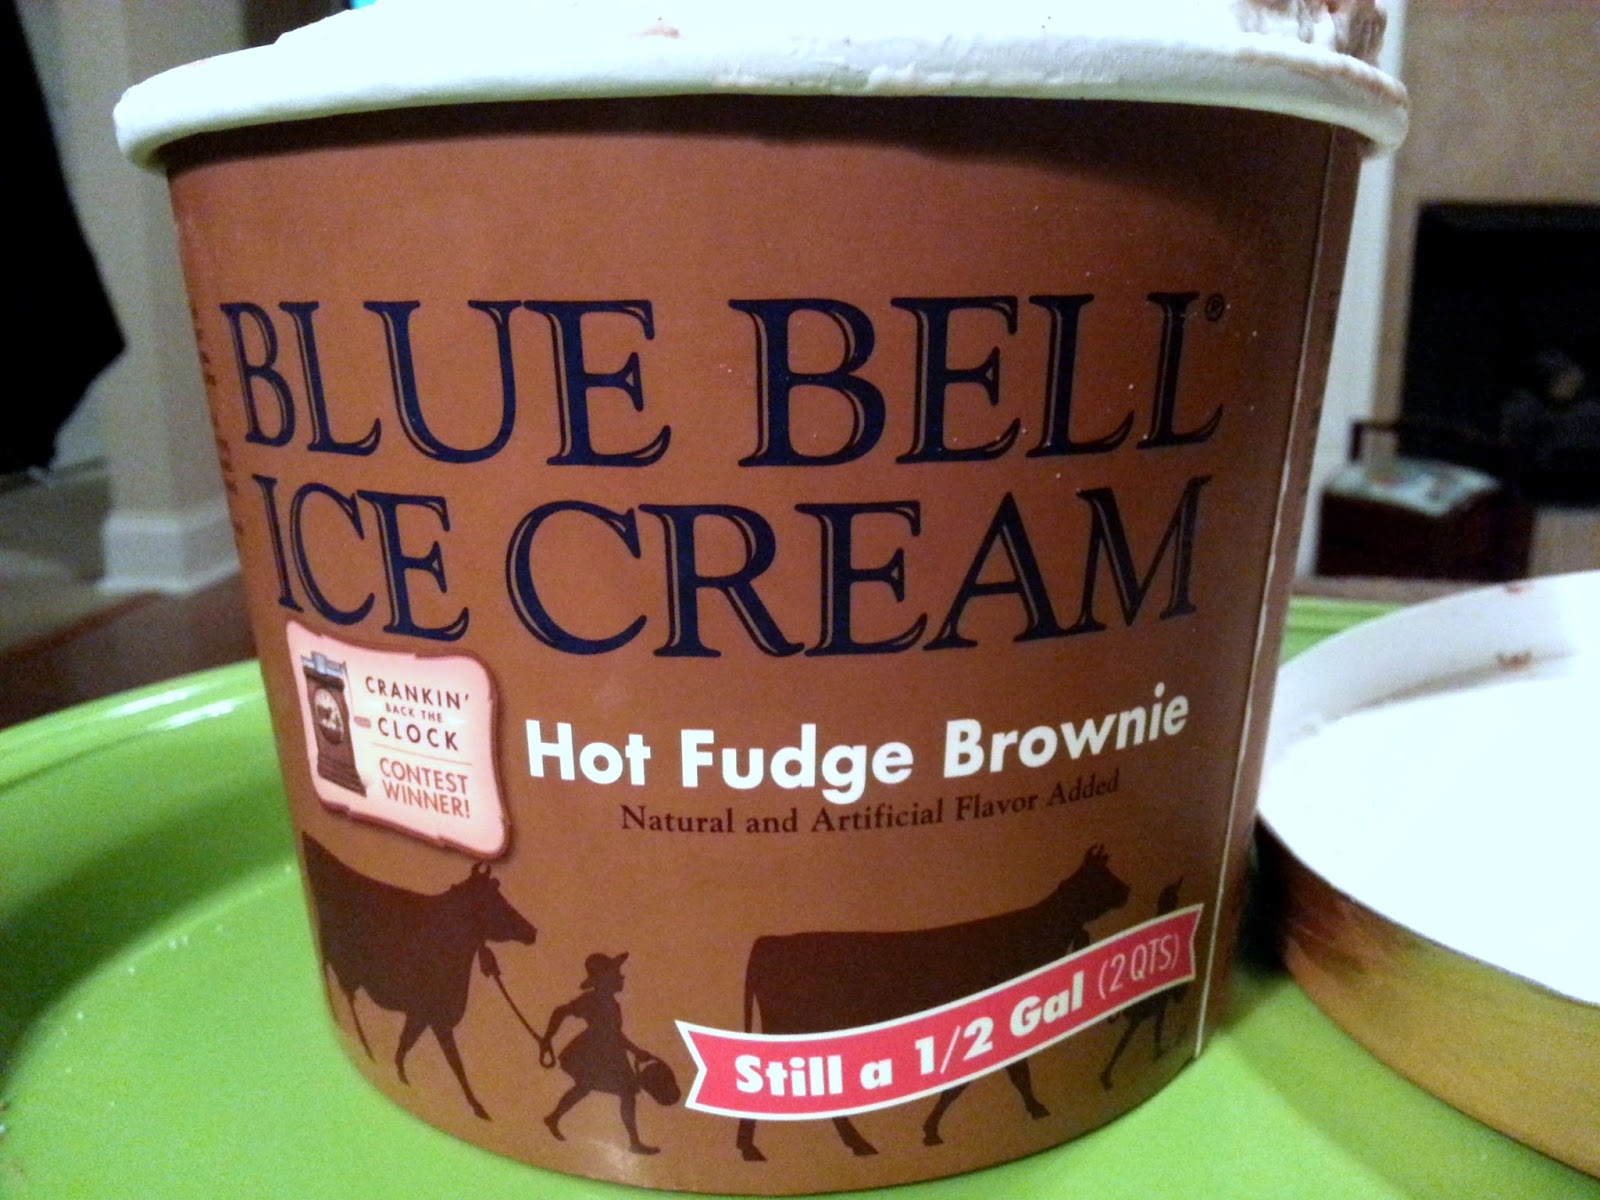 BLUE BELL®
ICE CREAM
CRANKIN'
BACK THE
CLOCK
CONTEST
WINNER!
Hot Fudge Brownie
Natural and Artificial Flavor Added
Still a 1/2 Gal (2 QTS)